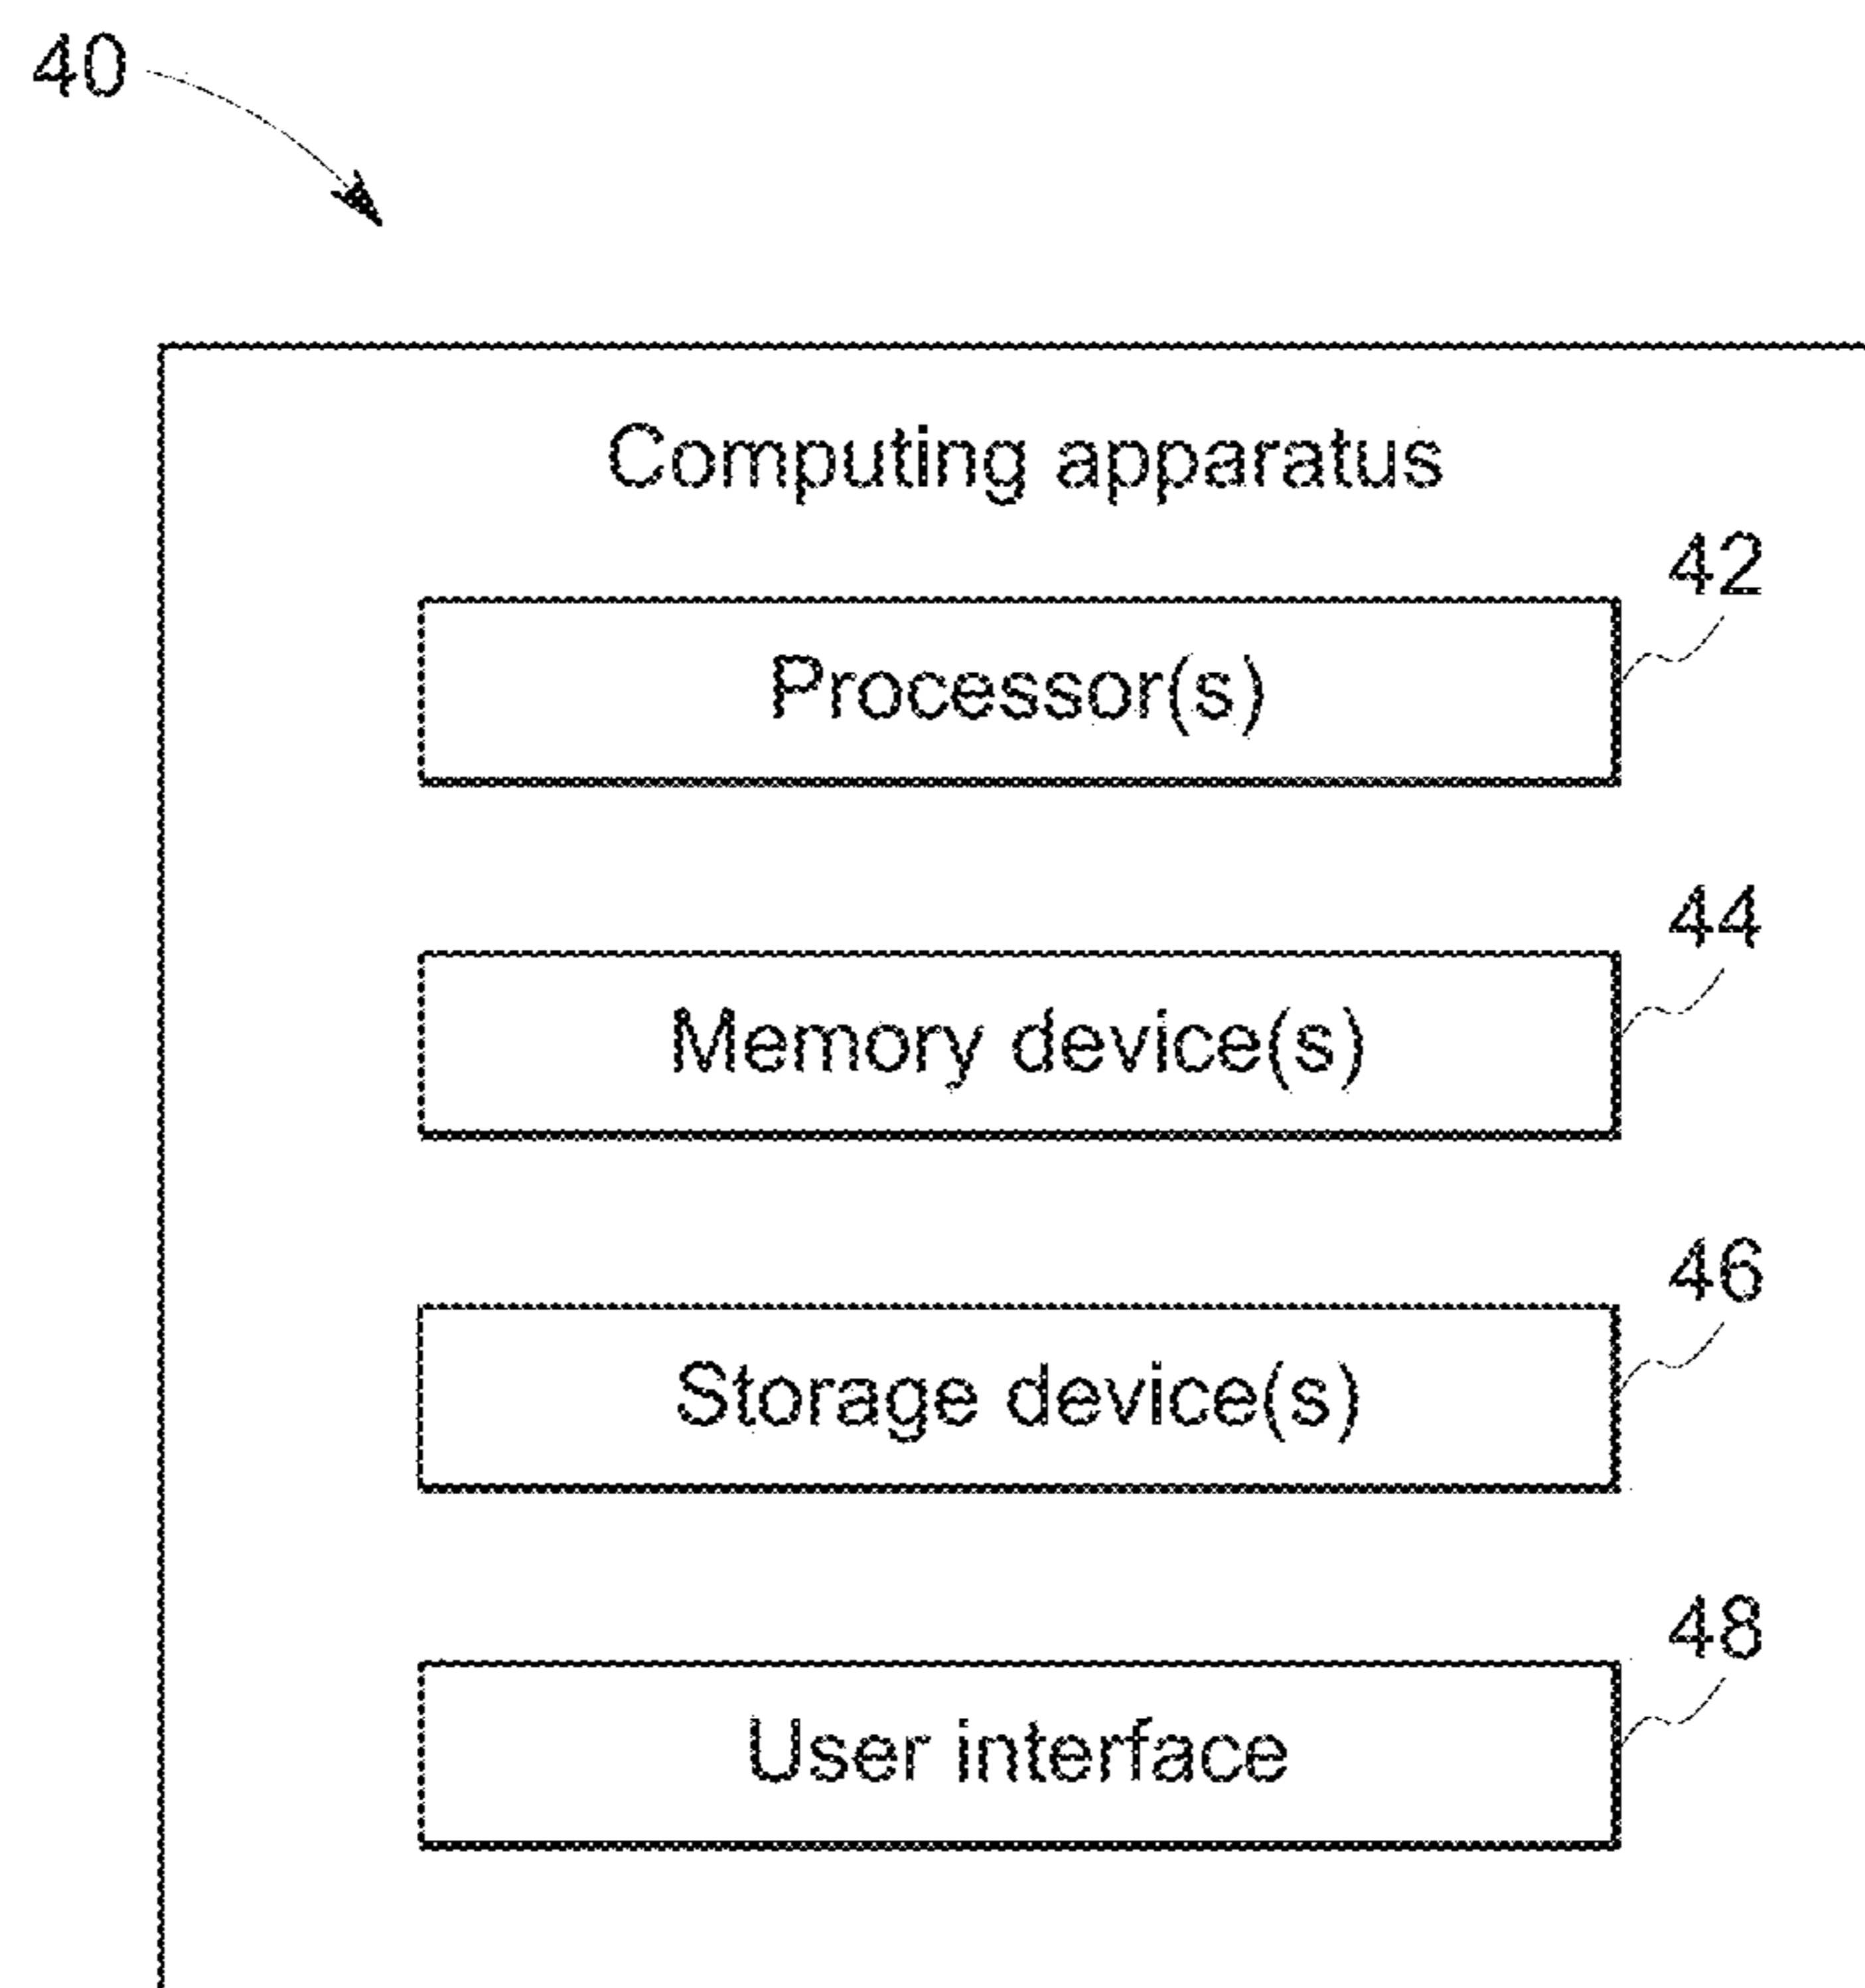 40
Computing apparatus
42
Processor(s)
44
Memory device(s)
46
Storage device(s)
48
User interface